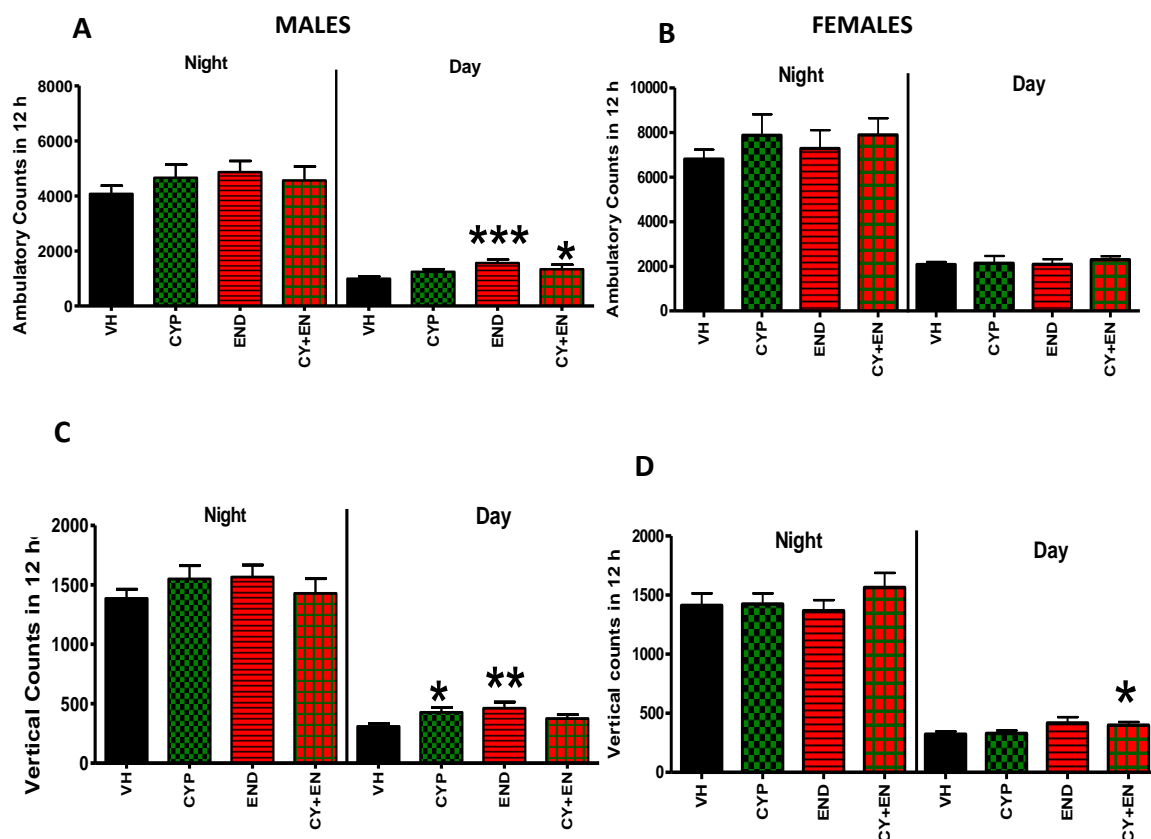 A
MALES
Night
Day
Ambulatory Counts in 12 h
8000
6000
4000
2000
0
***
*
VH
CYP
END
CY+EN
VH
CYP
END
CY+EN
B
FEMALES
Night
Day
Ambulatory Counts in 12 h
10000
8000
6000
4000
2000
0
VH
CYP
END
CY+EN
VH
CYP
END
CY+EN
C
Night
Day
Vertical Counts in 12 h
2000
1500
1000
500
0
*
**
VH
CYP
END
CY+EN
VH
CYP
END
CY+EN
D
Night
Day
Vertical counts in 12 h
2000
1500
1000
500
0
*
VH
CYP
END
CY+EN
VH
CYP
END
CY+EN